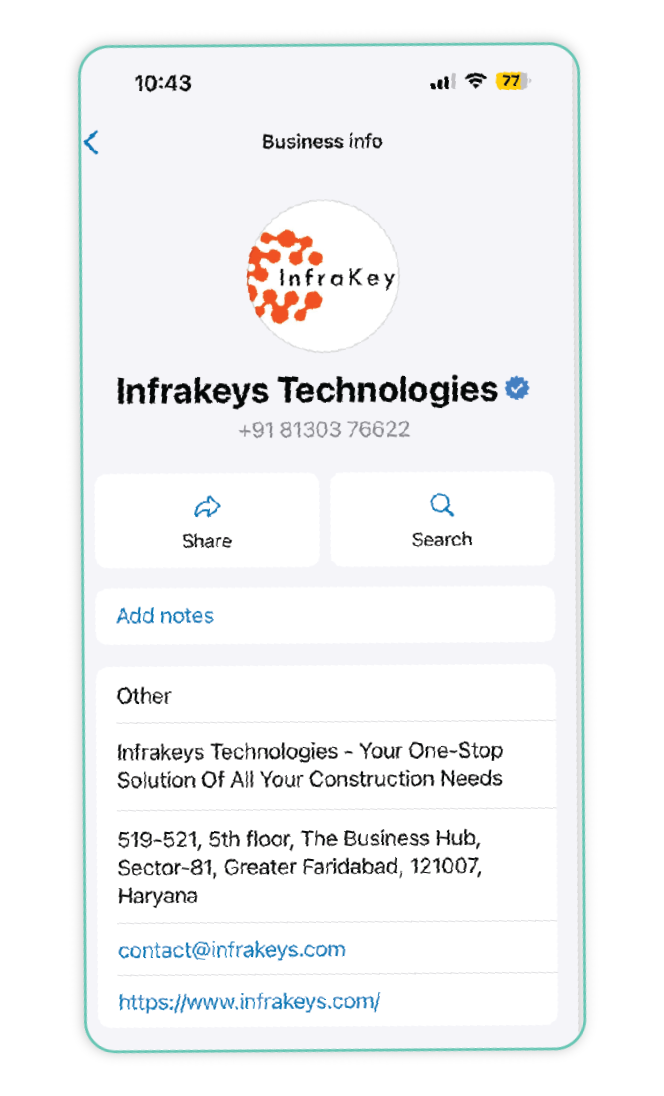 10:43
77
Business info
InfraKey
Infrakeys Technologies
+91 81303 76622
Share
Search
Add notes
Other
Infrakeys Technologies - Your One-Stop
Solution Of All Your Construction Needs
519-521, 5th floor, The Business Hub,
Sector-81, Greater Faridabad, 121007,
Haryana
contact@infrakeys.com
https://www.infrakeys.com/